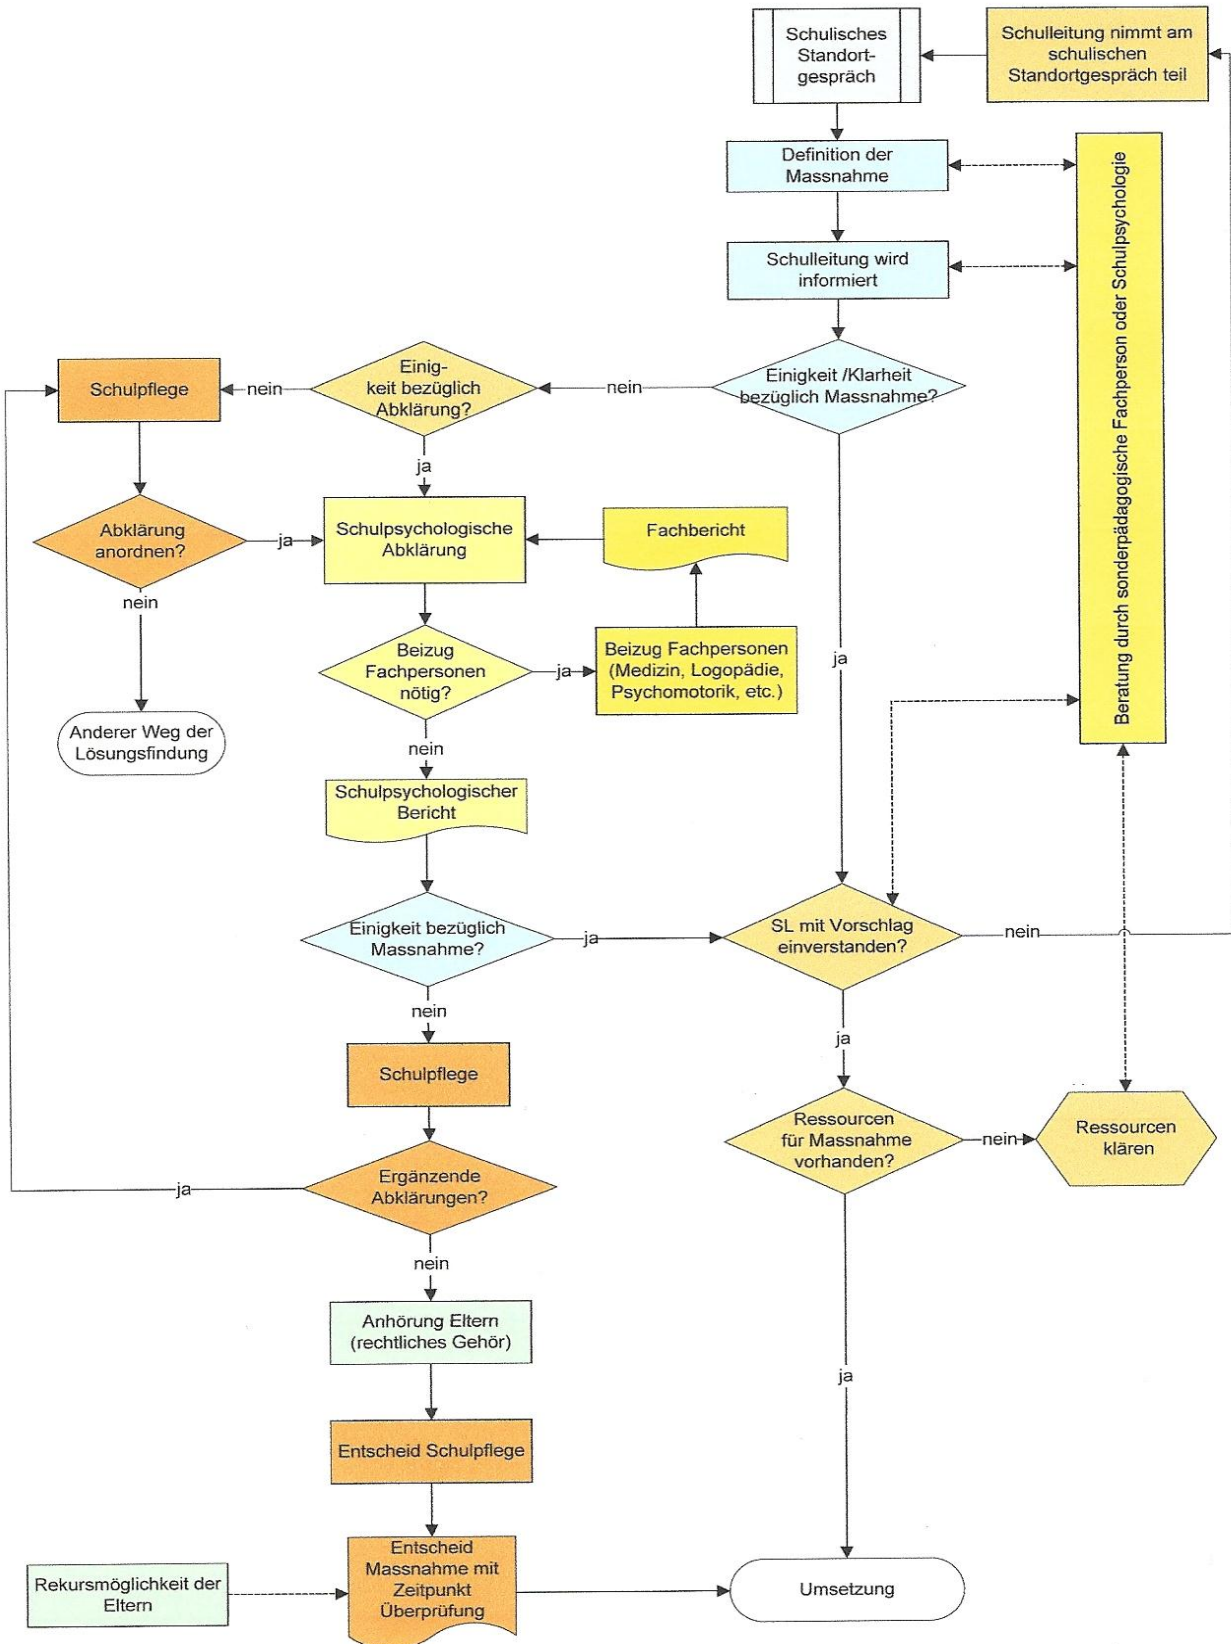 Schulisches
Standort-
gespräch
Schulleitung nimmt am
schulischen
Standortgespräch teil
Definition der
Massnahme
Schulleitung wird
informiert
Beratung durch sonderpädagogische Fachperson oder Schulpsychologie
Einigkeit /Klarheit
bezüglich Massnahme?
nein
Einig-
keit bezüglich
Abklärung?
nein
Schulpflege
ja
Abklärung
anordnen?
ja
nein
Anderer Weg der
Lösungsfindung
Schulpsychologische
Abklärung
Fachbericht
Beizug
Fachpersonen
nötig?
ja
Beizug Fachpersonen
(Medizin, Logopädie,
Psychomotorik, etc.)
ja
nein
Schulpsychologischer
Bericht
Einigkeit bezüglich
Massnahme?
ja
SL mit Vorschlag
einverstanden?
nein
nein
ja
Schulpflege
Ressourcen
für Massnahme
vorhanden?
nein
Ressourcen
klären
Ergänzende
Abklärungen?
ja
nein
Anhörung Eltern
(rechtliches Gehör)
ja
Entscheid Schulpflege
Entscheid
Massnahme mit
Zeitpunkt
Überprüfung
Rekursmöglichkeit der
Eltern
Umsetzung